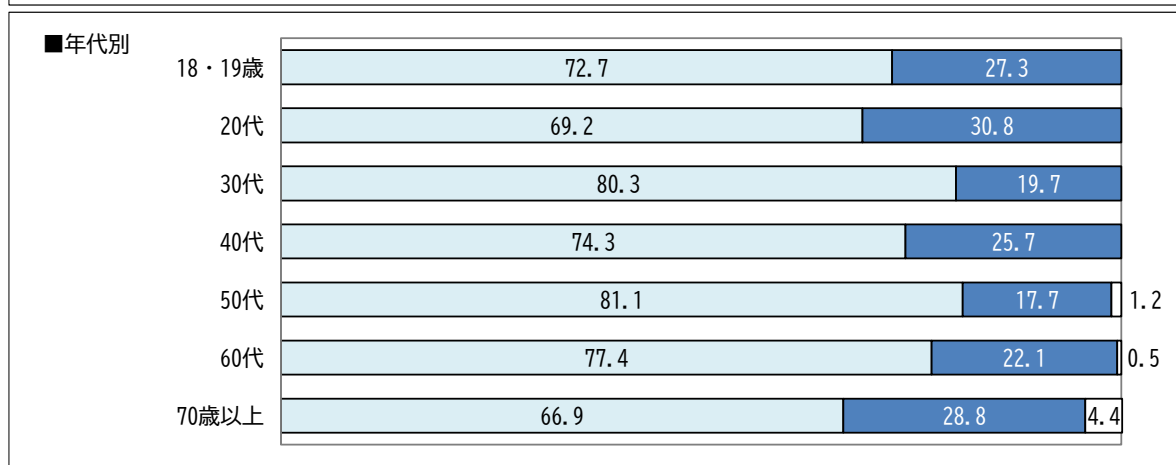 ■年代別
18・19歳 72.7 27.3
20代 69.2 30.8
30代 80.3 19.7
40代 74.3 25.7
50代 81.1 17.7 1.2
60代 77.4 22.1 0.5
70歳以上 66.9 28.8 4.4